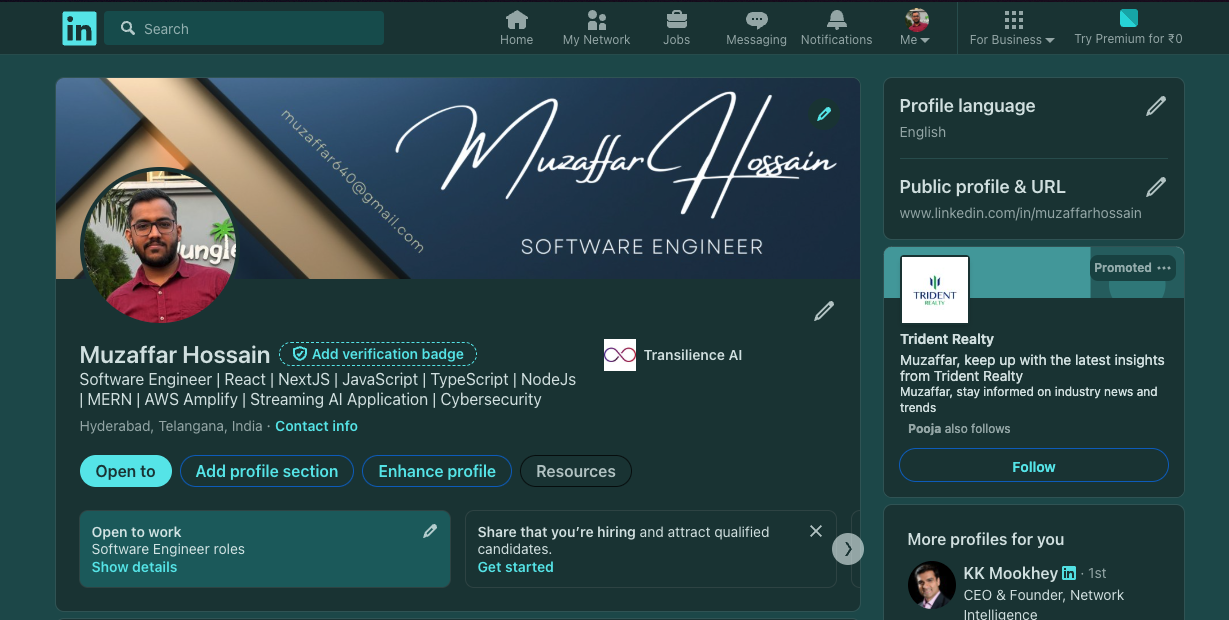 in
Search
Home
My Network
Jobs
Messaging
Notifications
Me
For Business
Try Premium for ₹0
muzaffar640@gmail.com
Muzaffar Hossain
SOFTWARE ENGINEER
ungle
Muzaffar Hossain
Add verification badge
Software Engineer | React | NextJS | JavaScript | TypeScript | NodeJs
| MERN | AWS Amplify | Streaming AI Application | Cybersecurity
Hyderabad, Telangana, India · Contact info
Transilience AI
Open to
Add profile section
Enhance profile
Resources
Open to work
Software Engineer roles
Show details
Share that you’re hiring and attract qualified
candidates.
Get started
Profile language
English
Public profile & URL
www.linkedin.com/in/muzaffarhossain
Promoted
TRIDENT
REALTY
Trident Realty
Muzaffar, keep up with the latest insights
from Trident Realty
Muzaffar, stay informed on industry news and
trends
Pooja also follows
Follow
More profiles for you
KK Mookhey in · 1st
CEO & Founder, Network
Intelligence